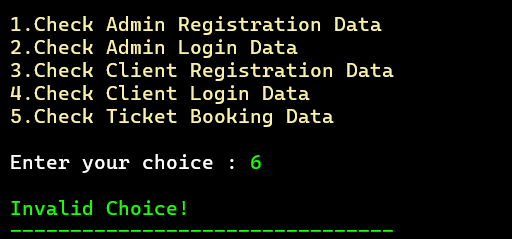 1.Check Admin Registration Data
2.Check Admin Login Data
3.Check Client Registration Data
4.Check Client Login Data
5.Check Ticket Booking Data
Enter your choice : 6
Invalid Choice!
--------------------------------